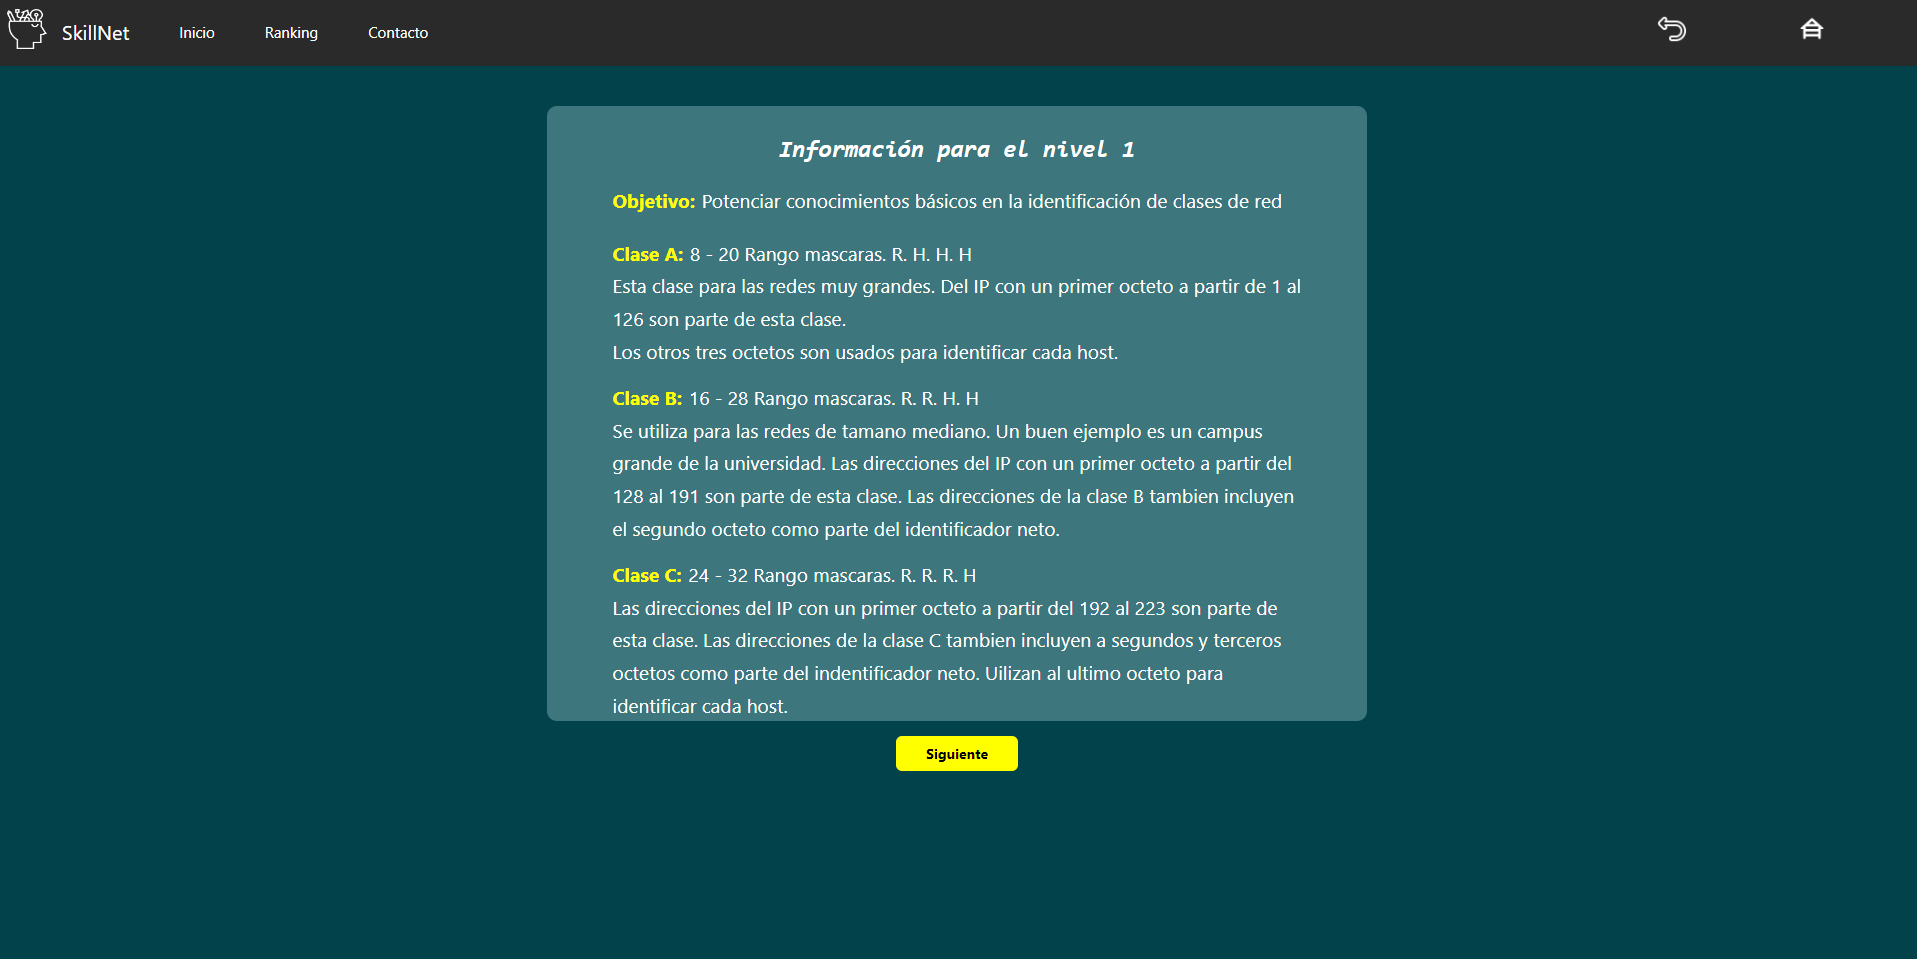 SkillNet Inicio Ranking Contacto
Información para el nivel 1
Objetivo: Potenciar conocimientos básicos en la identificación de clases de red
Clase A: 8 - 20 Rango mascaras. R. H. H. H
Esta clase para las redes muy grandes. Del IP con un primer octeto a partir de 1 al
126 son parte de esta clase.
Los otros tres octetos son usados para identificar cada host.
Clase B: 16 - 28 Rango mascaras. R. R. H. H
Se utiliza para las redes de tamano mediano. Un buen ejemplo es un campus
grande de la universidad. Las direcciones del IP con un primer octeto a partir del
128 al 191 son parte de esta clase. Las direcciones de la clase B tambien incluyen
el segundo octeto como parte del identificador neto.
Clase C: 24 - 32 Rango mascaras. R. R. R. H
Las direcciones del IP con un primer octeto a partir del 192 al 223 son parte de
esta clase. Las direcciones de la clase C tambien incluyen a segundos y terceros
octetos como parte del indentificador neto. Uilizan al ultimo octeto para
identificar cada host.
Siguiente